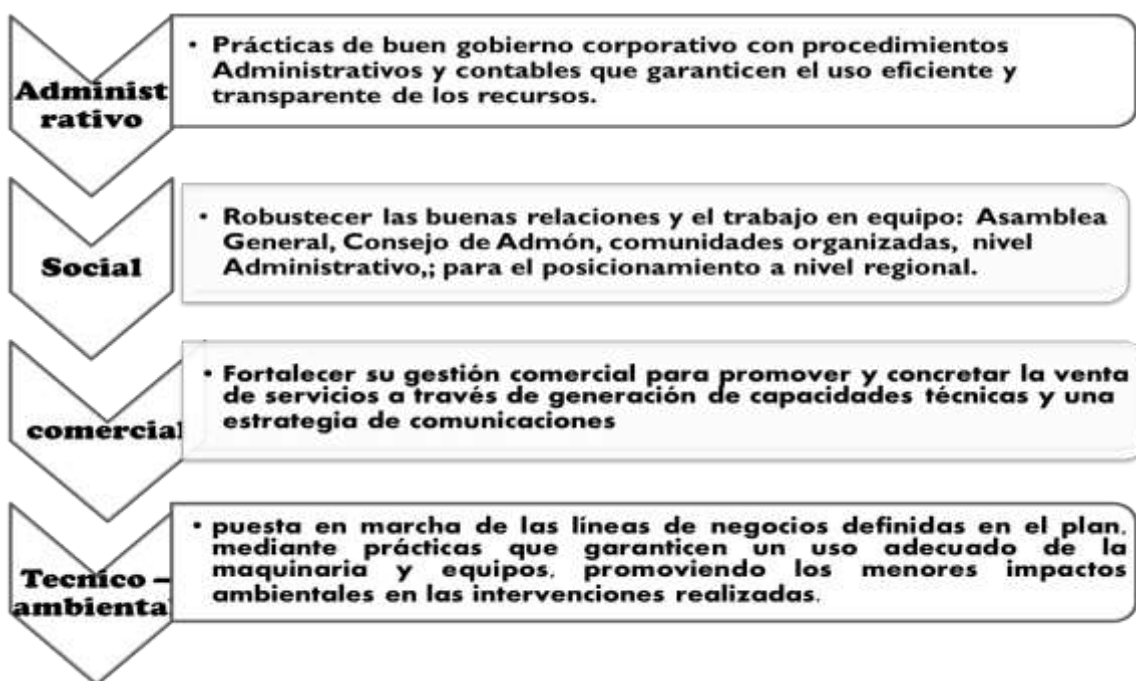 Administ
rativo
• Prácticas de buen gobierno corporativo con procedimientos
Administrativos y contables que garanticen el uso eficiente y
transparente de los recursos.
Social
• Robustecer las buenas relaciones y el trabajo en equipo: Asamblea
General, Consejo de Admón, comunidades organizadas, nivel
Administrativo,; para el posicionamiento a nivel regional.
comercial
• Fortalecer su gestión comercial para promover y concretar la venta
de servicios a través de generación de capacidades técnicas y una
estrategia de comunicaciones
Tecnico –
ambiental
• puesta en marcha de las líneas de negocios definidas en el plan,
mediante prácticas que garanticen un uso adecuado de la
maquinaria y equipos, promoviendo los menores impactos
ambientales en las intervenciones realizadas.